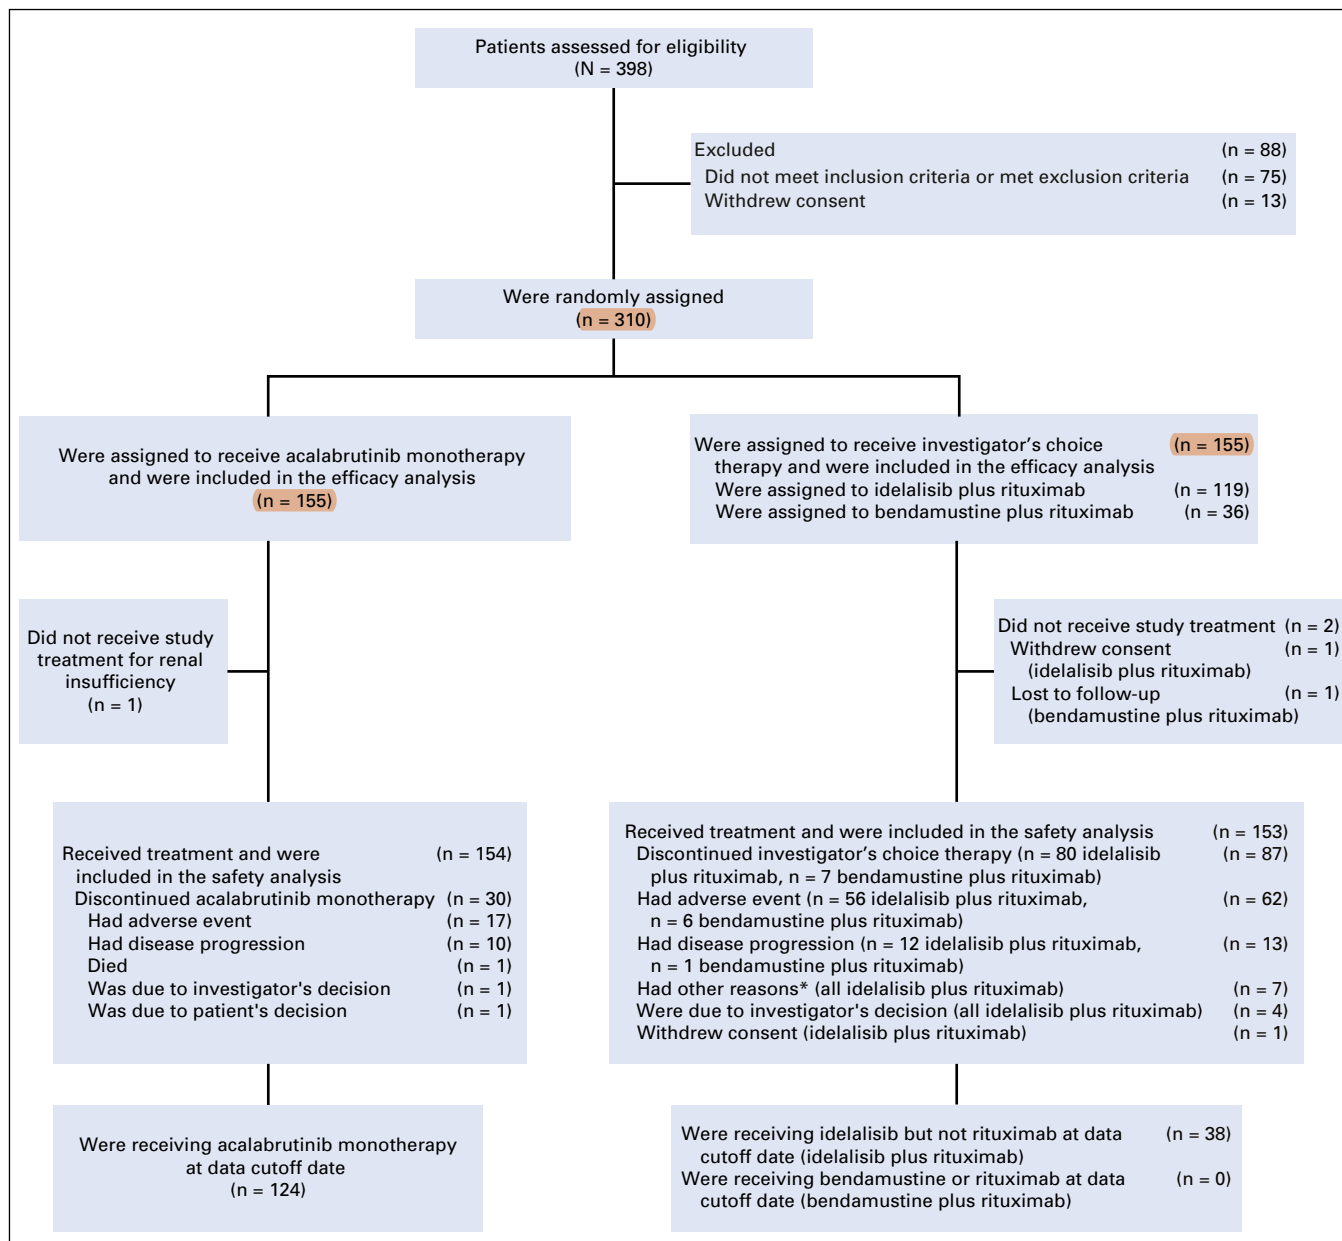 Patients assessed for eligibility
(N = 398)
Excluded (n = 88)
Did not meet inclusion criteria or met exclusion criteria (n = 75)
Withdrew consent (n = 13)
Were randomly assigned
(n = 310)
Were assigned to receive acalabrutinib monotherapy
and were included in the efficacy analysis
(n = 155)
Were assigned to receive investigator’s choice (n = 155)
therapy and were included in the efficacy analysis
Were assigned to idelalisib plus rituximab (n = 119)
Were assigned to bendamustine plus rituximab (n = 36)
Did not receive study
treatment for renal
insufficiency
(n = 1)
Did not receive study treatment (n = 2)
Withdrew consent (n = 1)
(idelalisib plus rituximab)
Lost to follow-up (n = 1)
(bendamustine plus rituximab)
Received treatment and were (n = 154)
included in the safety analysis
Discontinued acalabrutinib monotherapy (n = 30)
Had adverse event (n = 17)
Had disease progression (n = 10)
Died (n = 1)
Was due to investigator's decision (n = 1)
Was due to patient's decision (n = 1)
Received treatment and were included in the safety analysis (n = 153)
Discontinued investigator’s choice therapy (n = 80 idelalisib (n = 87)
plus rituximab, n = 7 bendamustine plus rituximab)
Had adverse event (n = 56 idelalisib plus rituximab, (n = 62)
n = 6 bendamustine plus rituximab)
Had disease progression (n = 12 idelalisib plus rituximab, (n = 13)
n = 1 bendamustine plus rituximab)
Had other reasons* (all idelalisib plus rituximab) (n = 7)
Were due to investigator's decision (all idelalisib plus rituximab) (n = 4)
Withdrew consent (idelalisib plus rituximab) (n = 1)
Were receiving acalabrutinib monotherapy
at data cutoff date
(n = 124)
Were receiving idelalisib but not rituximab at data (n = 38)
cutoff date (idelalisib plus rituximab)
Were receiving bendamustine or rituximab at data (n = 0)
cutoff date (bendamustine plus rituximab)